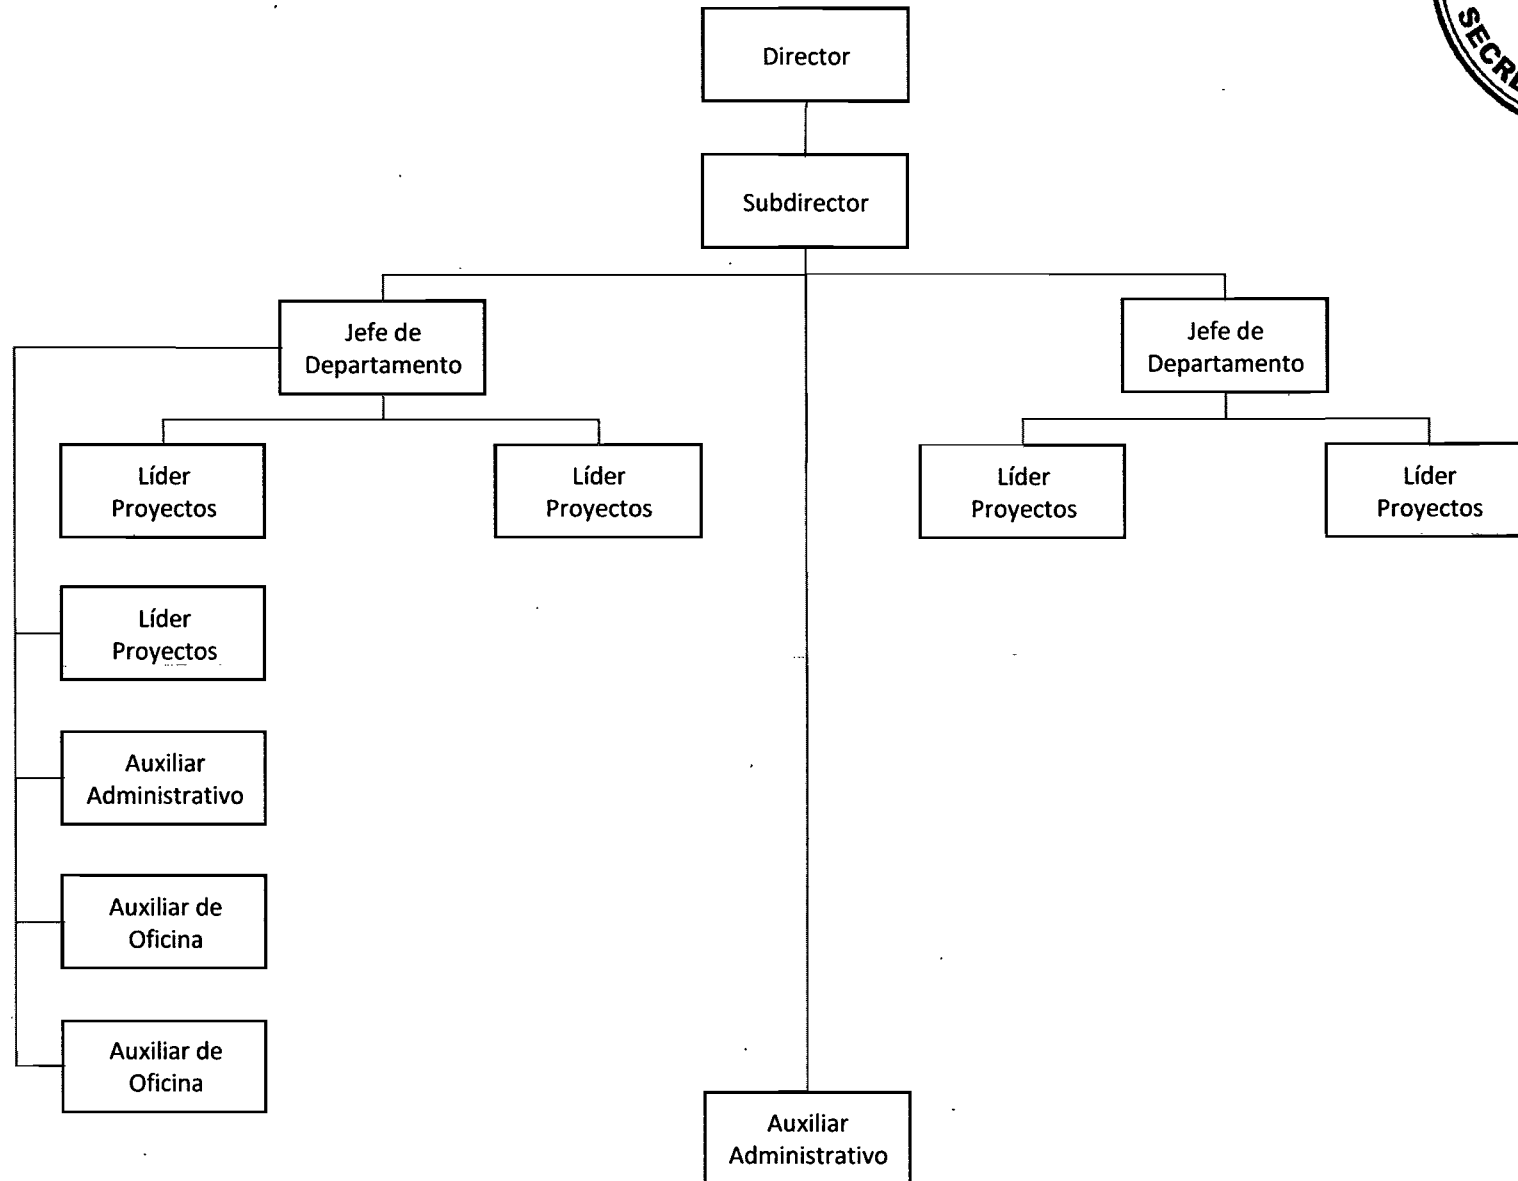 Director
Subdirector
Jefe de
Departamento
Jefe de
Departamento
Líder
Proyectos
Líder
Proyectos
Líder
Proyectos
Líder
Proyectos
Líder
Proyectos
Auxiliar
Administrativo
Auxiliar de
Oficina
Auxiliar de
Oficina
Auxiliar
Administrativo